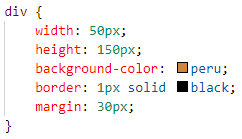 div {
    width: 50px;
    height: 150px;
    background-color: peru;
    border: 1px solid black;
    margin: 30px;
}